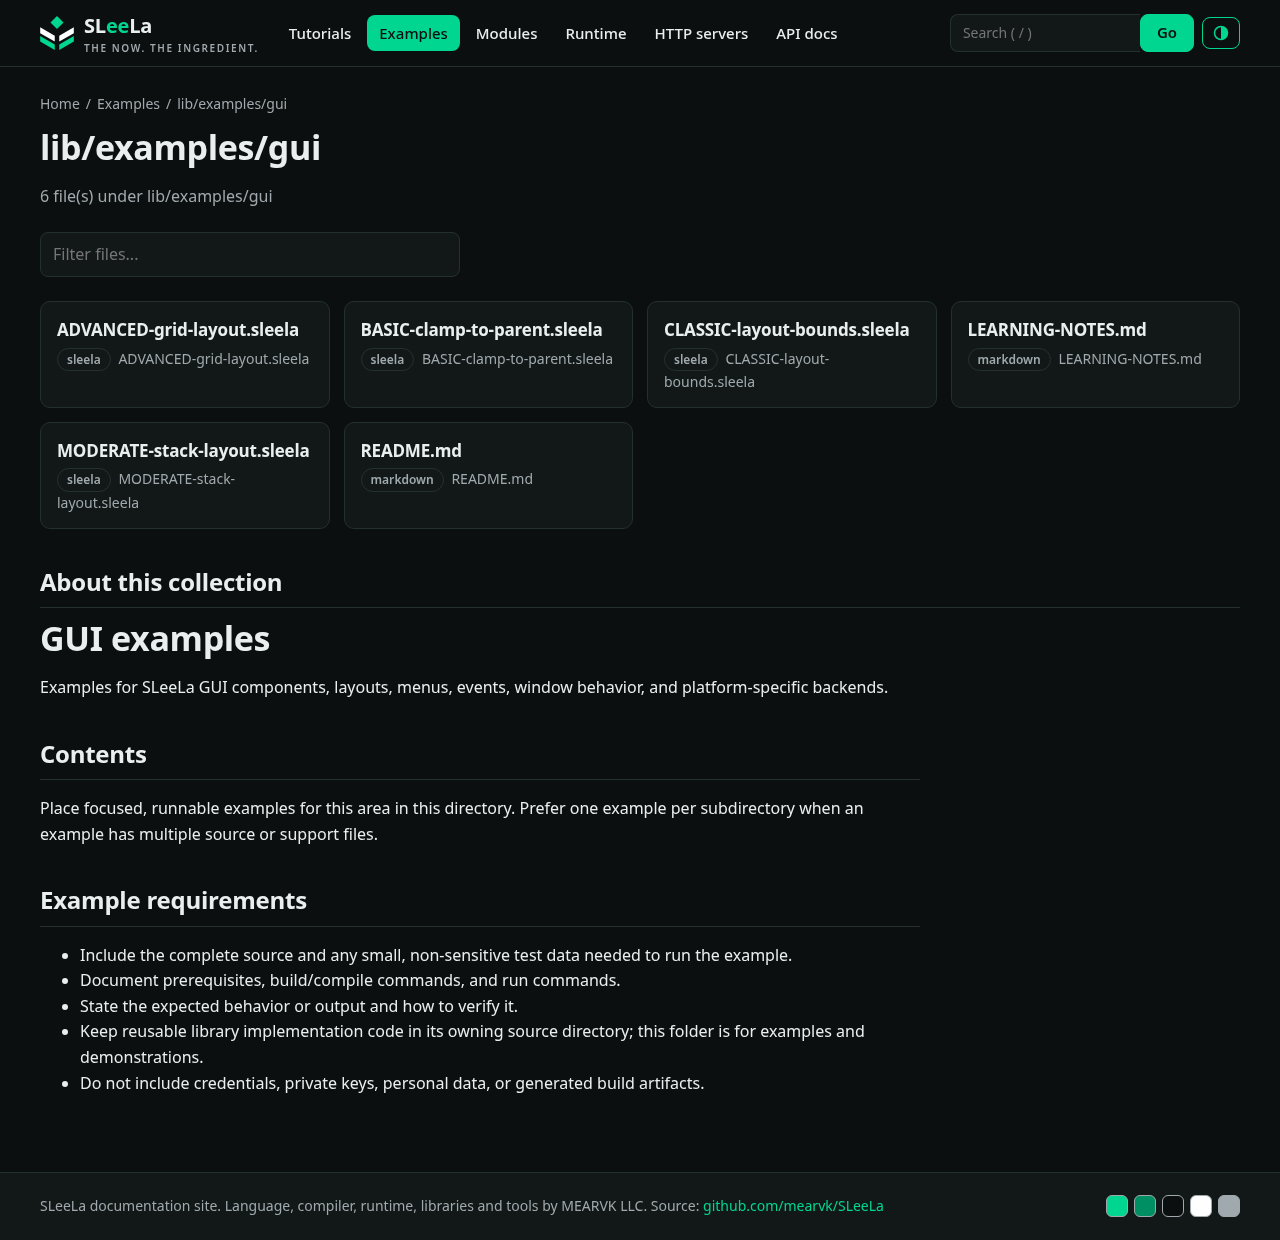 SLeeLa
THE NOW. THE INGREDIENT.
Tutorials Examples Modules Runtime HTTP servers API docs
Search ( / ) Go
Home / Examples / lib/examples/gui
lib/examples/gui
6 file(s) under lib/examples/gui
Filter files...
ADVANCED-grid-layout.sleela
sleela ADVANCED-grid-layout.sleela
BASIC-clamp-to-parent.sleela
sleela BASIC-clamp-to-parent.sleela
CLASSIC-layout-bounds.sleela
sleela CLASSIC-layout-
bounds.sleela
LEARNING-NOTES.md
markdown LEARNING-NOTES.md
MODERATE-stack-layout.sleela
sleela MODERATE-stack-
layout.sleela
README.md
markdown README.md
About this collection
GUI examples
Examples for SLeeLa GUI components, layouts, menus, events, window behavior, and platform-specific backends.
Contents
Place focused, runnable examples for this area in this directory. Prefer one example per subdirectory when an
example has multiple source or support files.
Example requirements
Include the complete source and any small, non-sensitive test data needed to run the example.
Document prerequisites, build/compile commands, and run commands.
State the expected behavior or output and how to verify it.
Keep reusable library implementation code in its owning source directory; this folder is for examples and
demonstrations.
Do not include credentials, private keys, personal data, or generated build artifacts.
SLeeLa documentation site. Language, compiler, runtime, libraries and tools by MEARVK LLC. Source: github.com/mearvk/SLeeLa